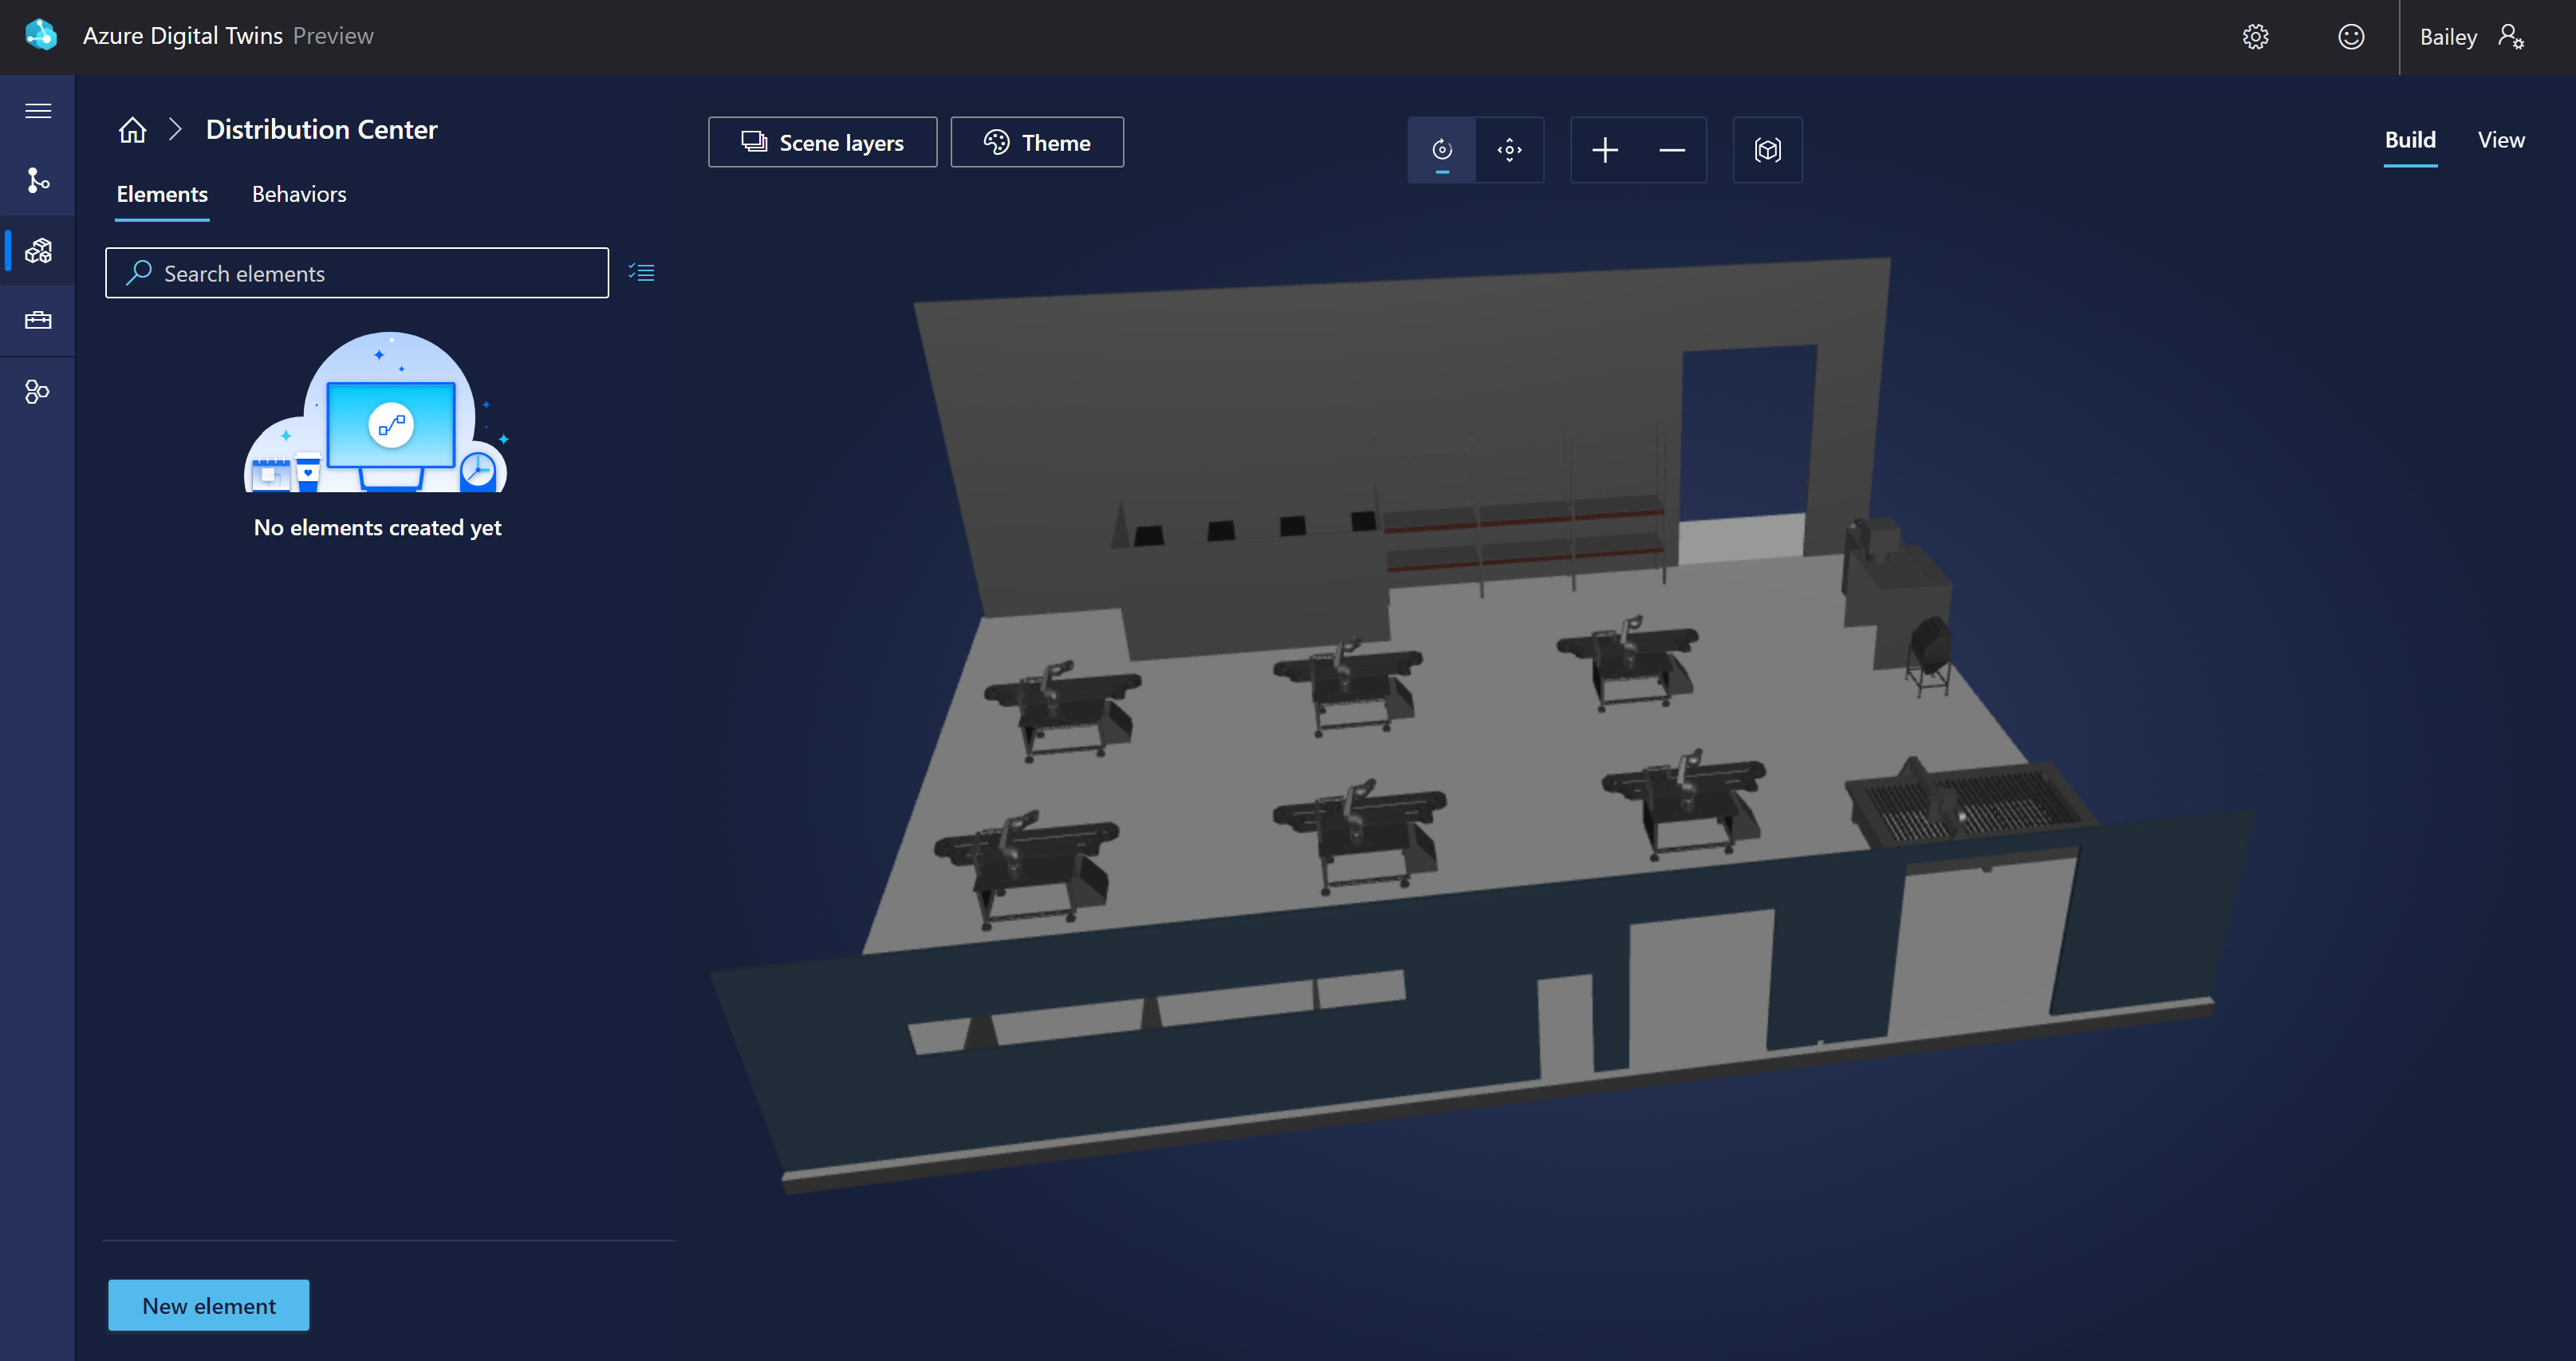 Azure Digital Twins Preview
Bailey
Distribution Center
Scene layers
Theme
Build
View
Elements
Behaviors
Search elements
No elements created yet
New element